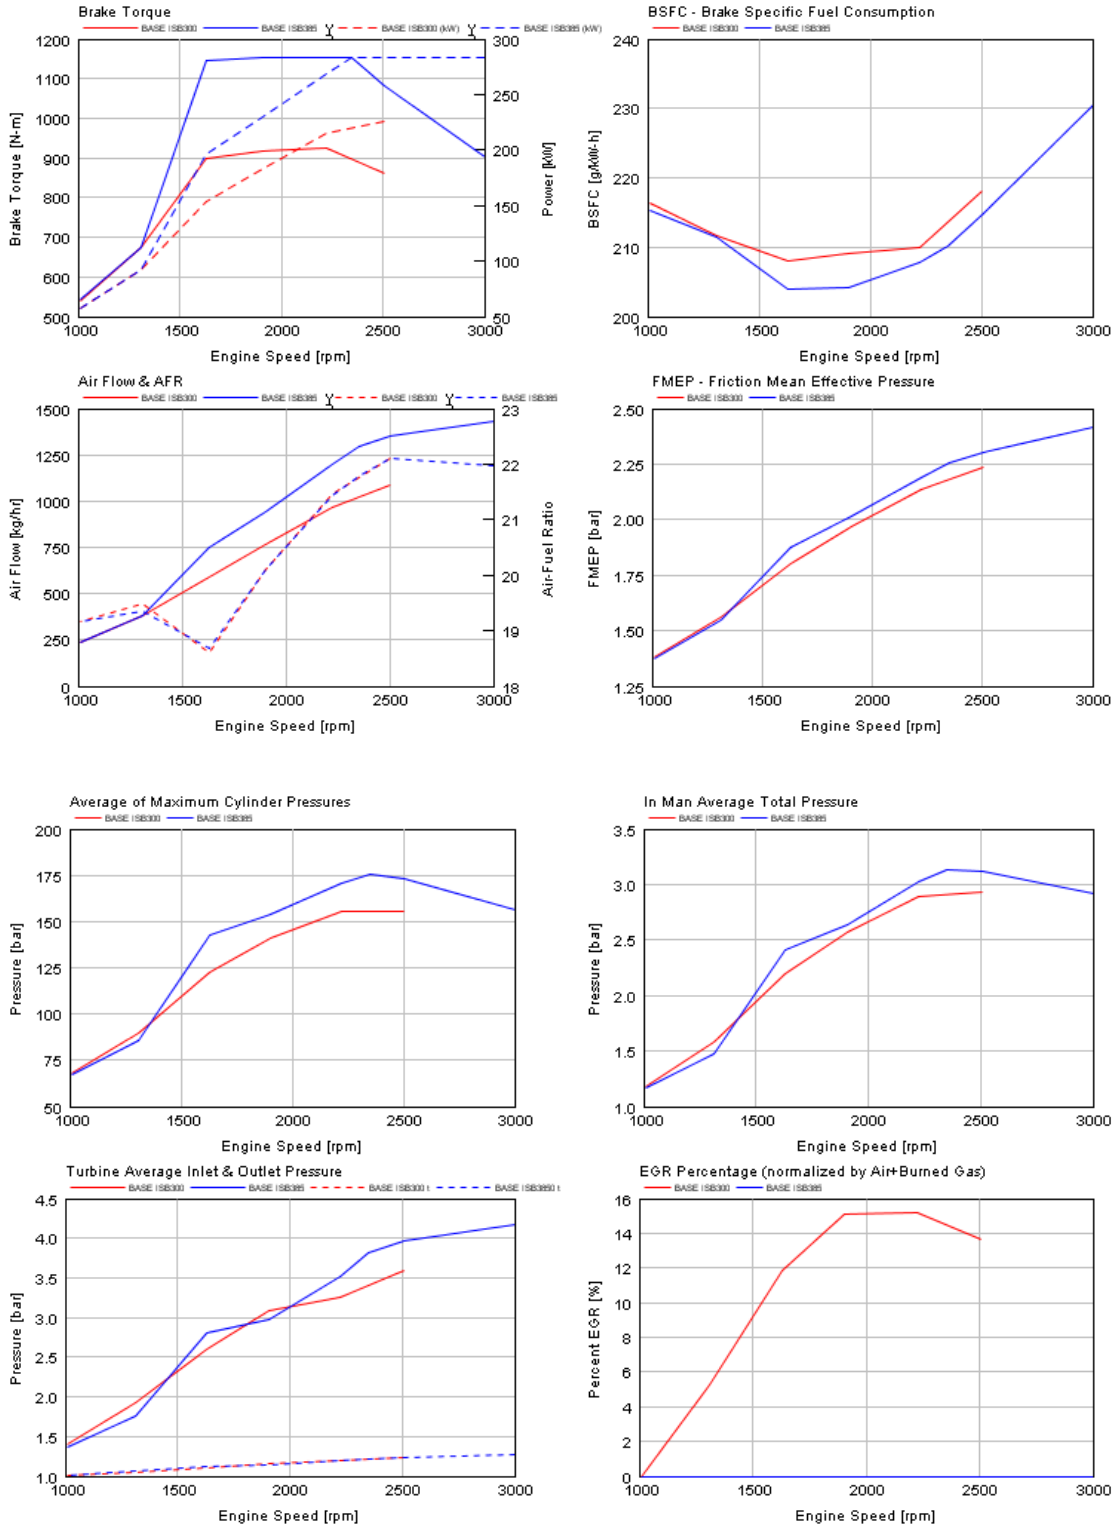 Brake Torque
BASE ISB300 BASE ISB385 BASE ISB300 (kW) BASE ISB385 (kW)
1200
1100
1000
900
800
700
600
500
Brake Torque [N-m]
300
250
200
150
100
50
Power [kW]
1000 1500 2000 2500 3000
Engine Speed [rpm]
BSFC - Brake Specific Fuel Consumption
BASE ISB300 BASE ISB385
240
230
220
210
200
BSFC [g/kW-h]
1000 1500 2000 2500 3000
Engine Speed [rpm]
Air Flow & AFR
BASE ISB300 BASE ISB385 BASE ISB300 BASE ISB385
1500
1250
1000
750
500
250
0
Air Flow [kg/hr]
23
22
21
20
19
18
Air-Fuel Ratio
1000 1500 2000 2500 3000
Engine Speed [rpm]
FMEP - Friction Mean Effective Pressure
BASE ISB300 BASE ISB385
2.50
2.25
2.00
1.75
1.50
1.25
FMEP [bar]
1000 1500 2000 2500 3000
Engine Speed [rpm]
Average of Maximum Cylinder Pressures
BASE ISB300 BASE ISB385
200
175
150
125
100
75
50
Pressure [bar]
1000 1500 2000 2500 3000
Engine Speed [rpm]
In Man Average Total Pressure
BASE ISB300 BASE ISB385
3.5
3.0
2.5
2.0
1.5
1.0
Pressure [bar]
1000 1500 2000 2500 3000
Engine Speed [rpm]
Turbine Average Inlet & Outlet Pressure
BASE ISB300 BASE ISB385 BASE ISB300 t BASE ISB3850 t
4.5
4.0
3.5
3.0
2.5
2.0
1.5
1.0
Pressure [bar]
1000 1500 2000 2500 3000
Engine Speed [rpm]
EGR Percentage (normalized by Air+Burned Gas)
BASE ISB300 BASE ISB385
16
14
12
10
8
6
4
2
0
Percent EGR [%]
1000 1500 2000 2500 3000
Engine Speed [rpm]